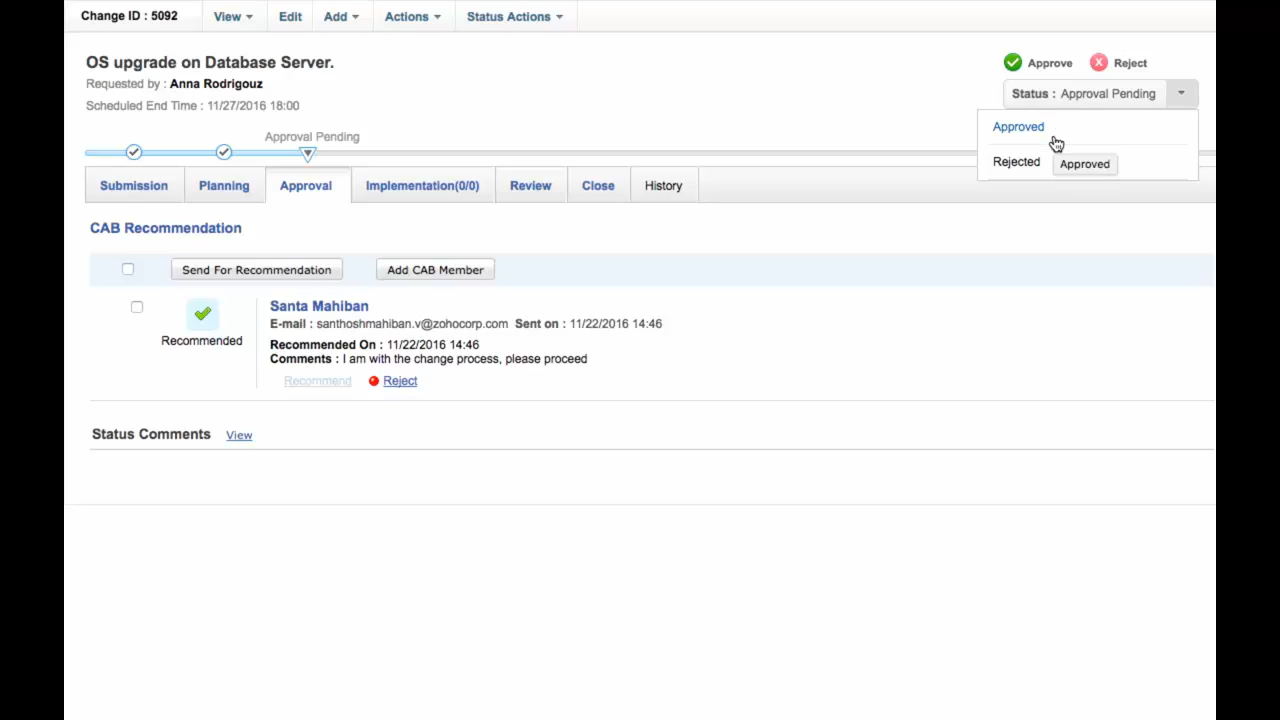 Change ID : 5092 View Edit Add Actions Status Actions
OS upgrade on Database Server.
Approve Reject
Requested by : Anna Rodrigouz
Status : Approval Pending
Scheduled End Time : 11/27/2016 18:00
Approved
Approval Pending
Rejected Approved
Submission Planning Approval Implementation(0/0) Review Close History
CAB Recommendation
Send For Recommendation Add CAB Member
Santa Mahiban
E-mail : santhoshmahiban.v@zohocorp.com Sent on : 11/22/2016 14:46
Recommended
Recommended On : 11/22/2016 14:46
Comments : I am with the change process, please proceed
Recommend Reject
Status Comments View